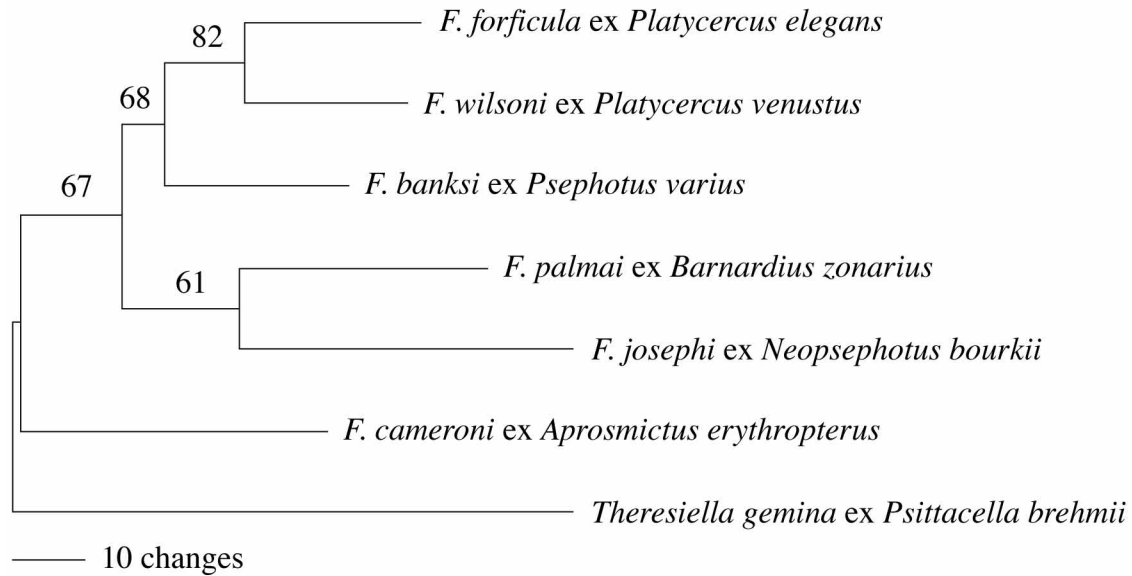 82
F. forficula ex Platycercus elegans
68
F. wilsoni ex Platycercus venustus
67
F. banksi ex Psephotus varius
61
F. palmai ex Barnardius zonarius
F. josephi ex Neopsephotus bourkii
F. cameroni ex Aprosmictus erythropterus
Theresiella gemina ex Psittacella brehmii
10 changes